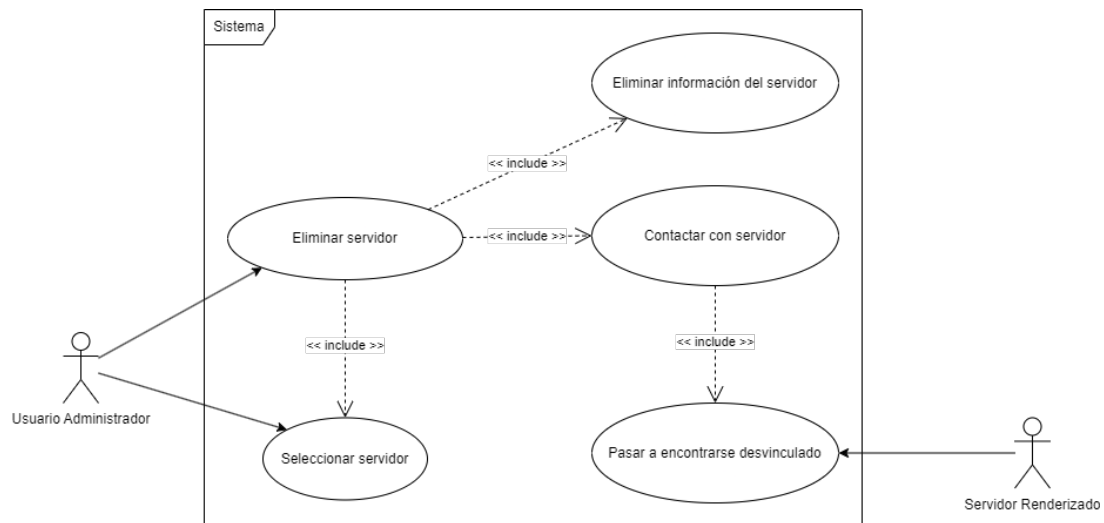 Sistema
Eliminar información del servidor
<< include >>
Eliminar servidor
<< include >>
Contactar con servidor
<< include >>
<< include >>
Usuario Administrador
Seleccionar servidor
Pasar a encontrarse desvinculado
Servidor Renderizado